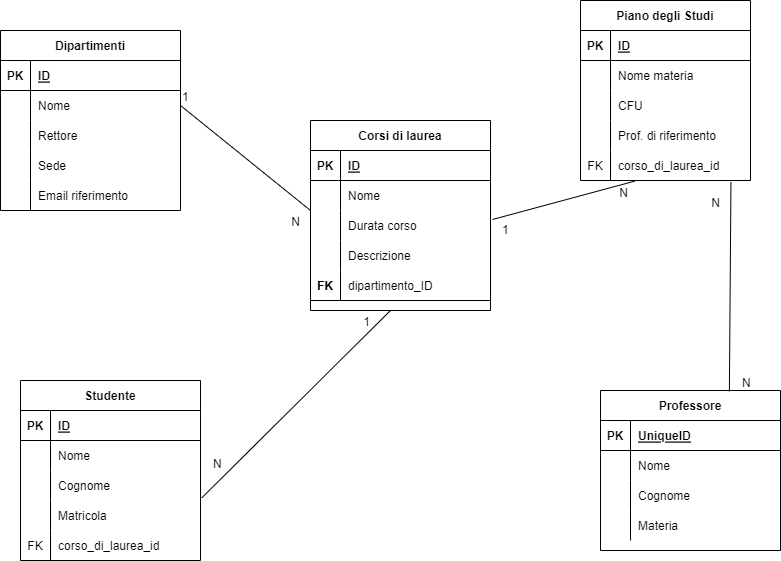 Dipartimenti
PK ID
Nome
Rettore
Sede
Email riferimento
1
N
Corsi di laurea
PK ID
Nome
Durata corso
Descrizione
FK dipartimento_ID
1
N
Piano degli Studi
PK ID
Nome materia
CFU
Prof. di riferimento
FK corso_di_laurea_id
N
1
N
N
Studente
PK ID
Nome
Cognome
Matricola
FK corso_di_laurea_id
Professore
PK UniqueID
Nome
Cognome
Materia